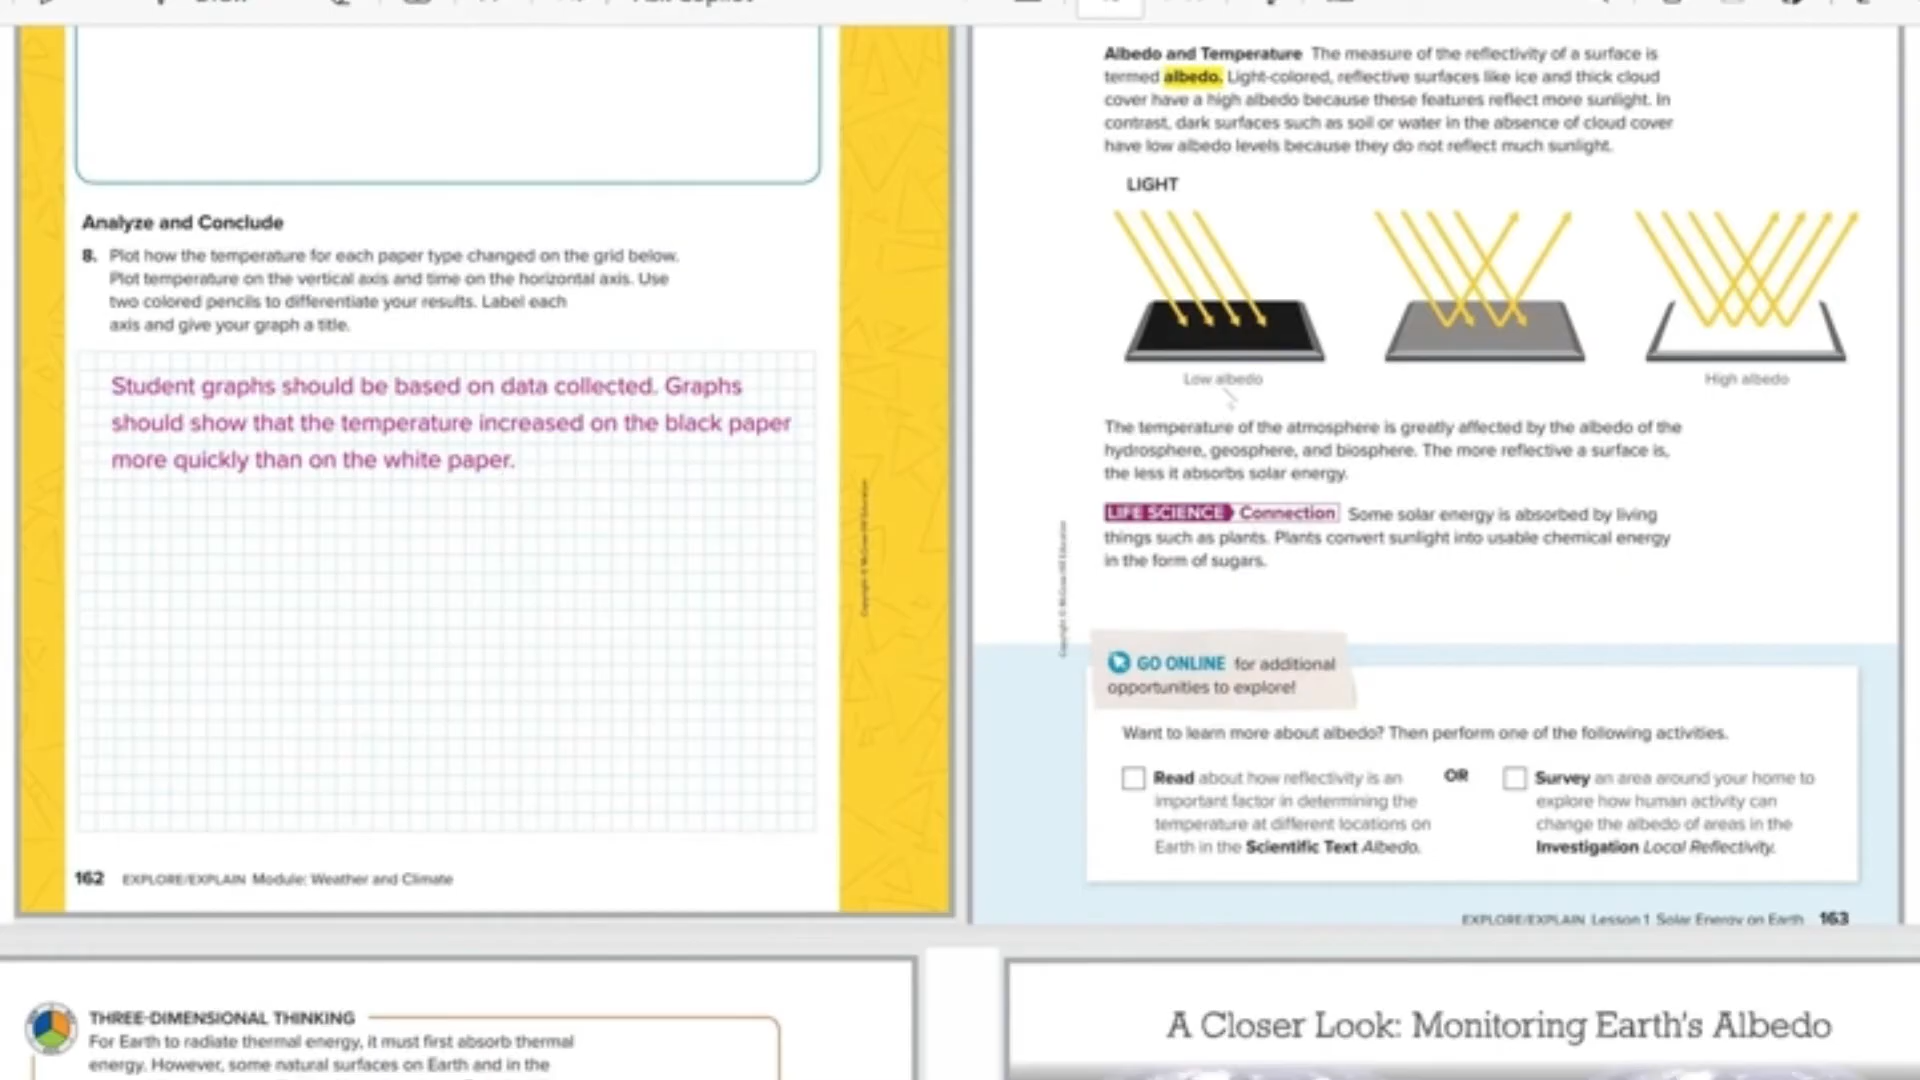 Analyze and Conclude
8. Plot how the temperature for each paper type changed on the grid below.
Plot temperature on the vertical axis and time on the horizontal axis. Use
two colored pencils to differentiate your results. Label each
axis and give your graph a title.
Student graphs should be based on data collected. Graphs
should show that the temperature increased on the black paper
more quickly than on the white paper.
Copyright © McGraw-Hill Education
162 EXPLORE/EXPLAIN Module: Weather and Climate
Albedo and Temperature The measure of the reflectivity of a surface is
termed albedo. Light-colored, reflective surfaces like ice and thick cloud
cover have a high albedo because these features reflect more sunlight. In
contrast, dark surfaces such as soil or water in the absence of cloud cover
have low albedo levels because they do not reflect much sunlight.
LIGHT
Low albedo
High albedo
The temperature of the atmosphere is greatly affected by the albedo of the
hydrosphere, geosphere, and biosphere. The more reflective a surface is,
the less it absorbs solar energy.
LIFE SCIENCE Connection Some solar energy is absorbed by living
things such as plants. Plants convert sunlight into usable chemical energy
in the form of sugars.
Copyright © McGraw-Hill Education
GO ONLINE for additional
opportunities to explore!
Want to learn more about albedo? Then perform one of the following activities.
Read about how reflectivity is an
important factor in determining the
temperature at different locations on
Earth in the Scientific Text Albedo.
OR
Survey an area around your home to
explore how human activity can
change the albedo of areas in the
Investigation Local Reflectivity.
EXPLORE/EXPLAIN Lesson 1 Solar Energy on Earth 163
THREE-DIMENSIONAL THINKING
For Earth to radiate thermal energy, it must first absorb thermal
energy. However, some natural surfaces on Earth and in the
A Closer Look: Monitoring Earth's Albedo